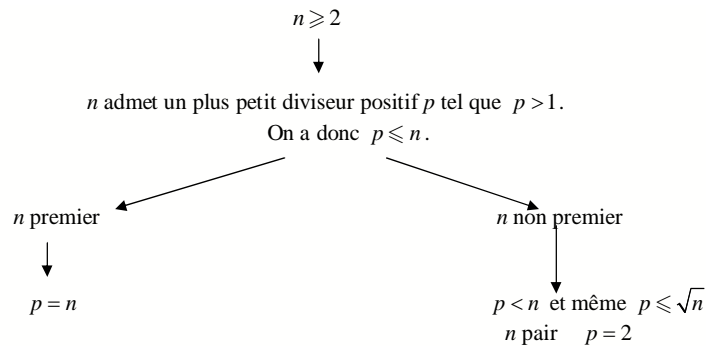 n ⩾ 2
n admet un plus petit diviseur positif p tel que p > 1.
On a donc p ⩽ n.
n premier
n non premier
p = n
p < n et même p ⩽ √n
n pair p = 2